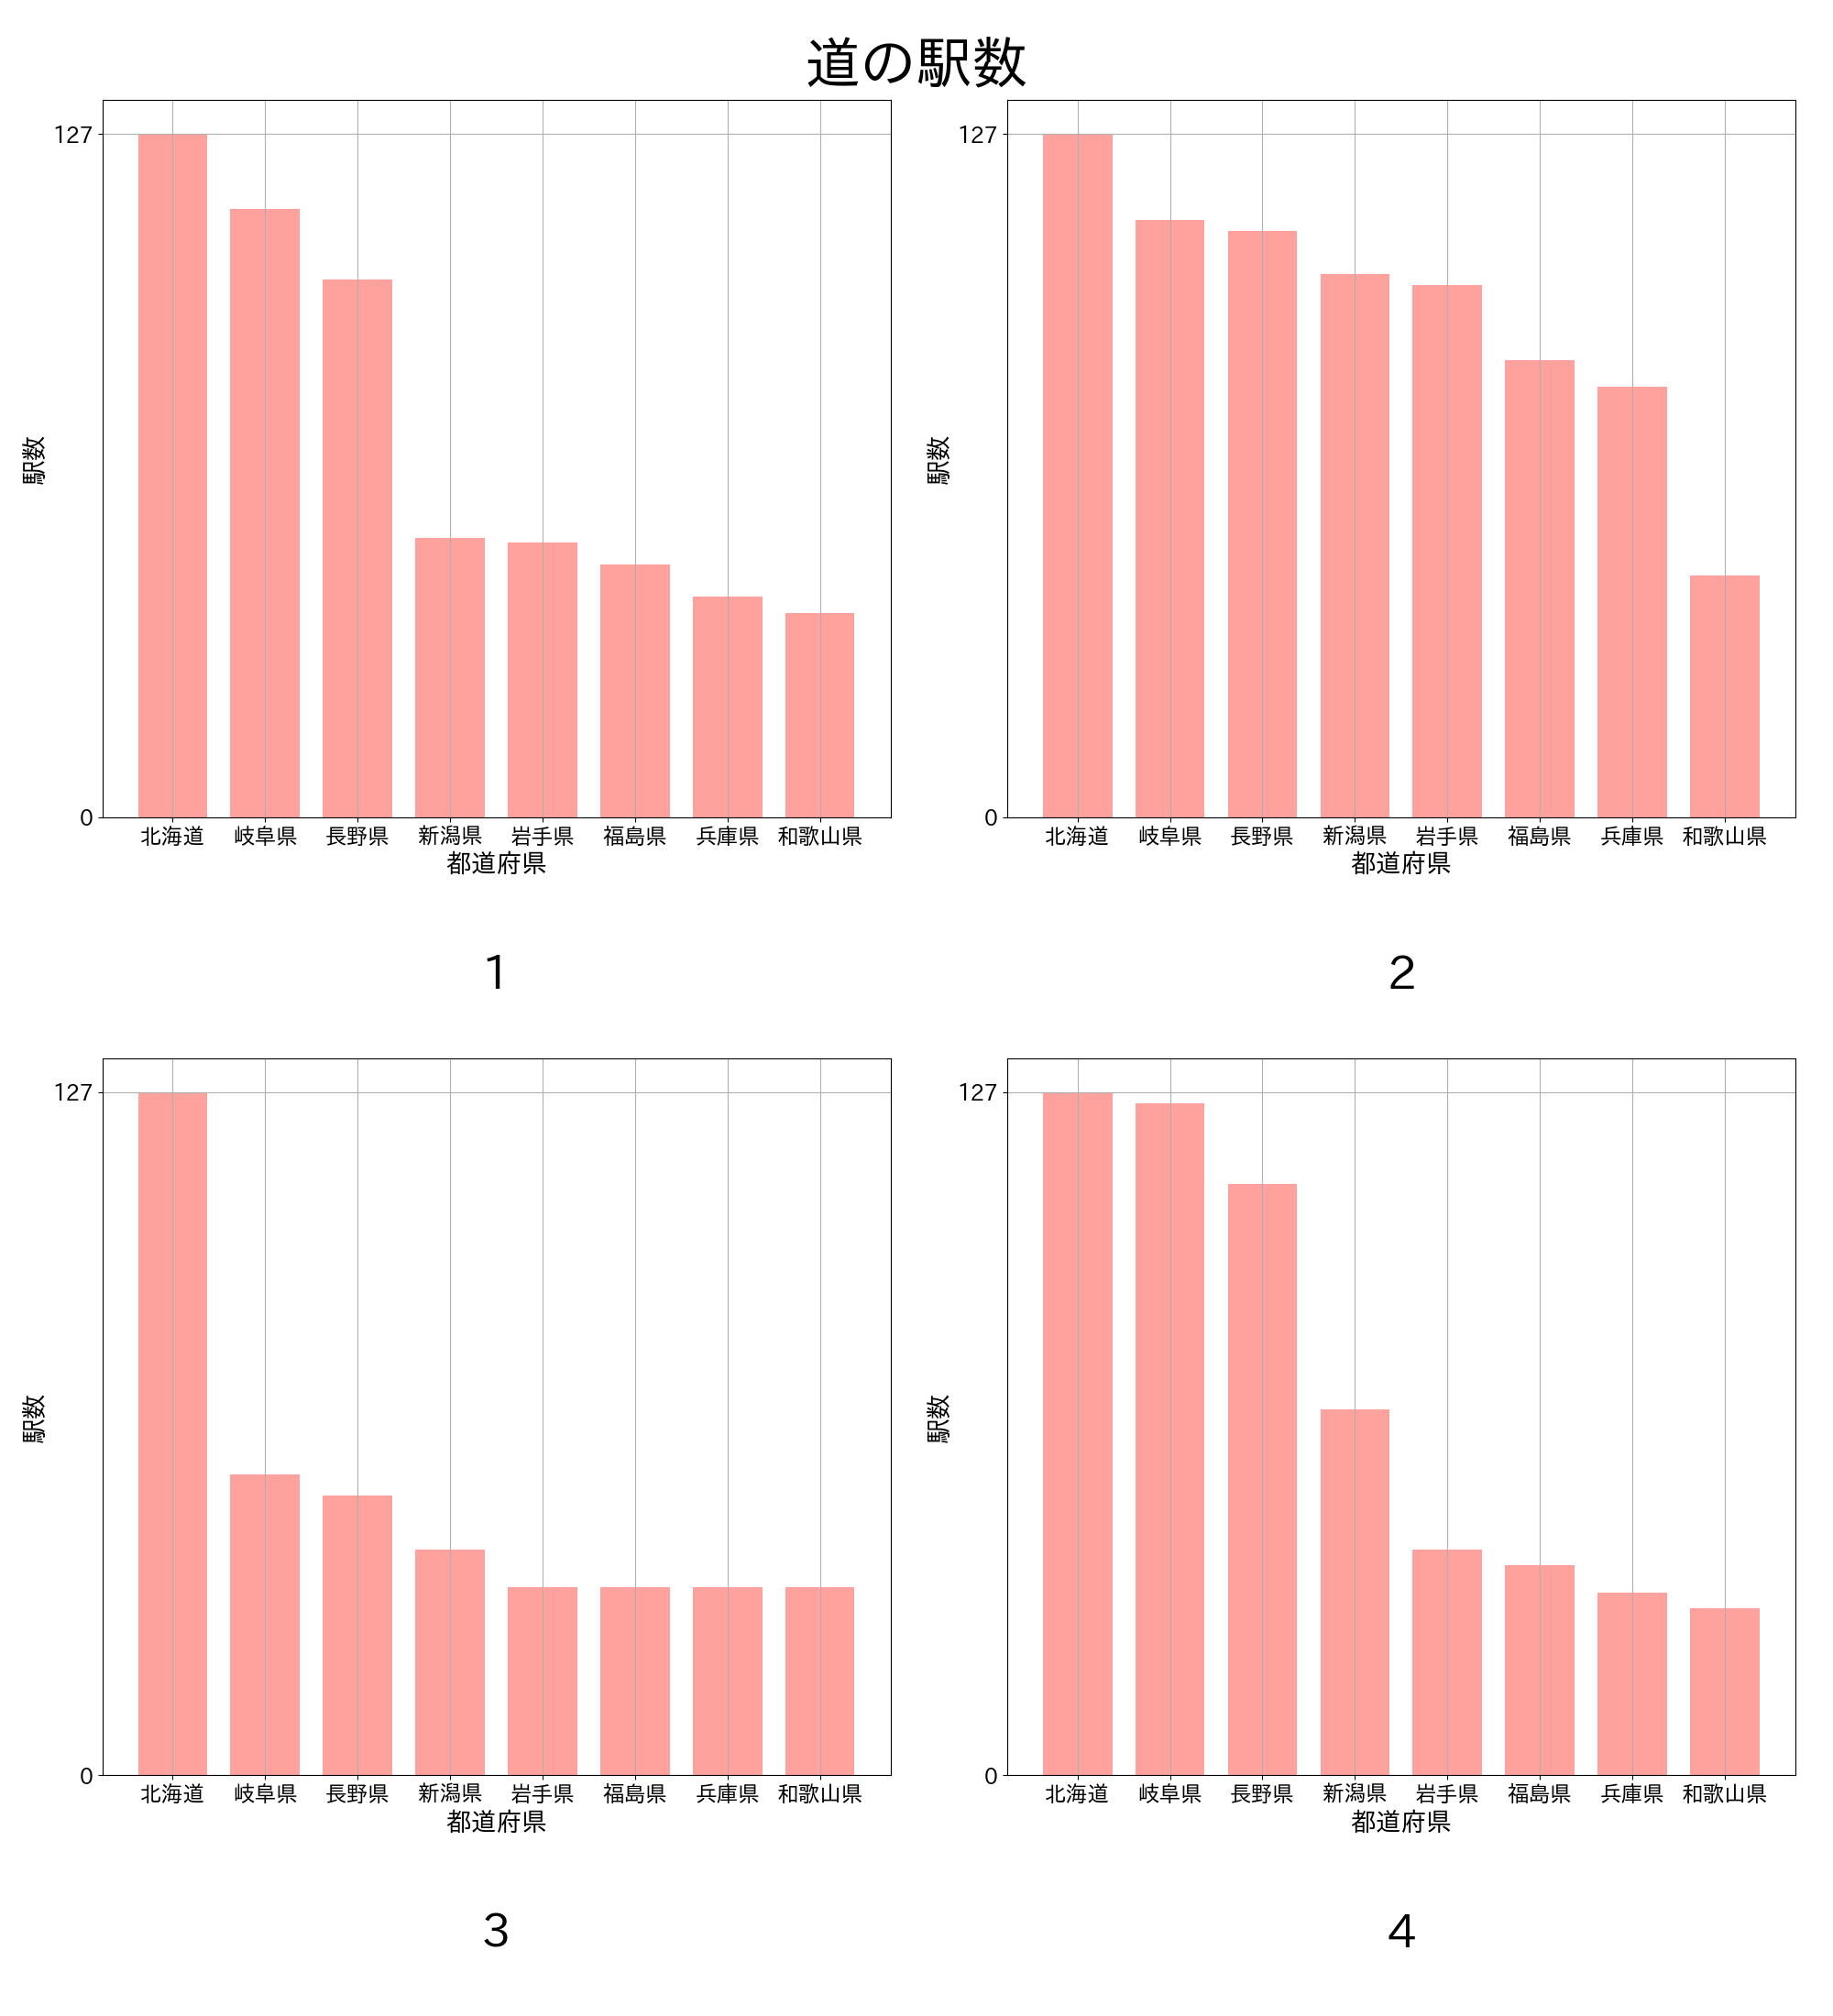 道の駅数
127
駅数
0
北海道 岐阜県 長野県 新潟県 岩手県 福島県 兵庫県 和歌山県
都道府県
1
127
駅数
0
北海道 岐阜県 長野県 新潟県 岩手県 福島県 兵庫県 和歌山県
都道府県
2
127
駅数
0
北海道 岐阜県 長野県 新潟県 岩手県 福島県 兵庫県 和歌山県
都道府県
3
127
駅数
0
北海道 岐阜県 長野県 新潟県 岩手県 福島県 兵庫県 和歌山県
都道府県
4